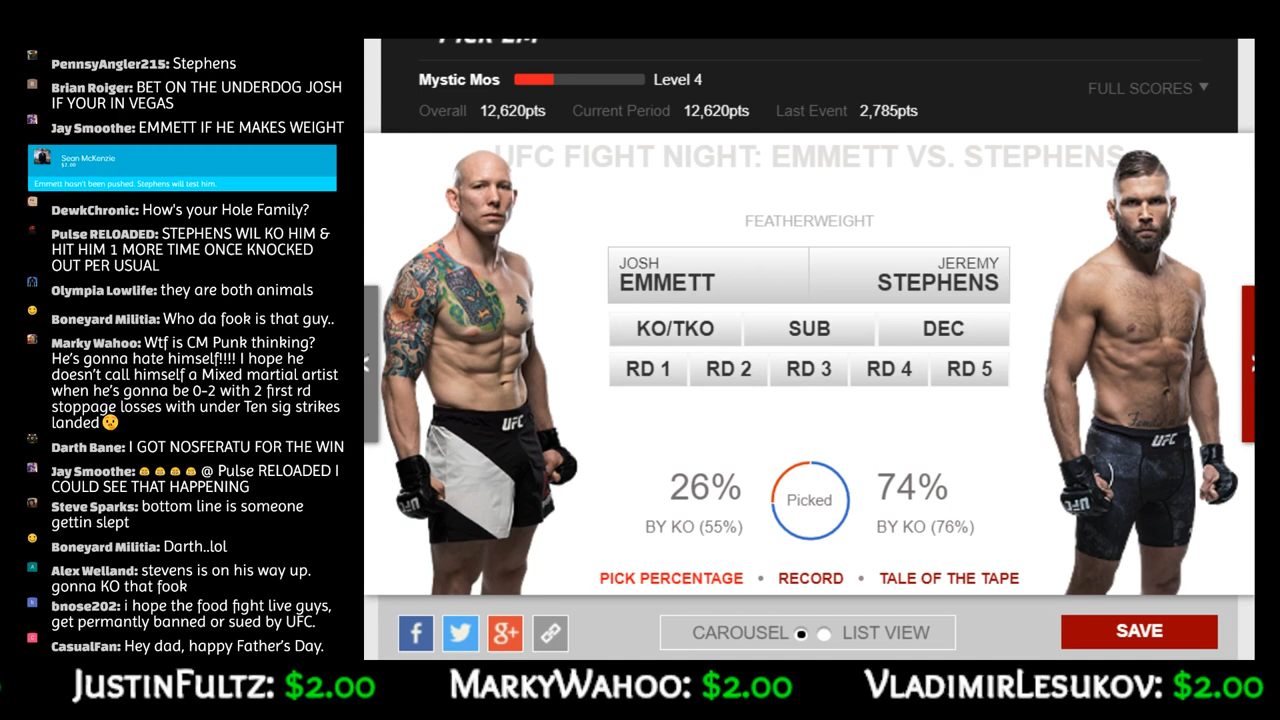 PennsyAngler215: Stephens
Brian Roiger: BET ON THE UNDERDOG JOSH
IF YOUR IN VEGAS
Jay Smoothe: EMMETT IF HE MAKES WEIGHT
Sean McKenzie
$2.00
Emmett hasn't been pushed. Stephens will test him.
DewkChronic: How's your Hole Family?
Pulse RELOADED: STEPHENS WIL KO HIM &
HIT HIM 1 MORE TIME ONCE KNOCKED
OUT PER USUAL
Olympia Lowlife: they are both animals
Boneyard Militia: Who da fook is that guy..
Marky Wahoo: Wtf is CM Punk thinking?
He's gonna hate himself!!!! I hope he
doesn't call himself a Mixed martial artist
when he's gonna be 0-2 with 2 first rd
stoppage losses with under Ten sig strikes
landed😟
Darth Bane: I GOT NOSFERATU FOR THE WIN
Jay Smoothe: @ Pulse RELOADED I
COULD SEE THAT HAPPENING
Steve Sparks: bottom line is someone
gettin slept
Boneyard Militia: Darth..lol
Alex Welland: stevens is on his way up.
gonna KO that fook
bnose202: i hope the food fight live guys,
get permantly banned or sued by UFC.
CasualFan: Hey dad, happy Father's Day.
Mystic Mos Level 4
FULL SCORES ▼
Overall 12,620pts Current Period 12,620pts Last Event 2,785pts
UFC FIGHT NIGHT: EMMETT VS. STEPHENS
FEATHERWEIGHT
JOSH JEREMY
EMMETT STEPHENS
KO/TKO SUB DEC
RD 1 RD 2 RD 3 RD 4 RD 5
UFC
UFC
26% Picked 74%
BY KO (55%) BY KO (76%)
PICK PERCENTAGE • RECORD • TALE OF THE TAPE
f g+ CAROUSEL LIST VIEW SAVE
JUSTINFULTZ: $2.00 MARKYWAHOO: $2.00 VLADIMIRLESUKOV: $2.00